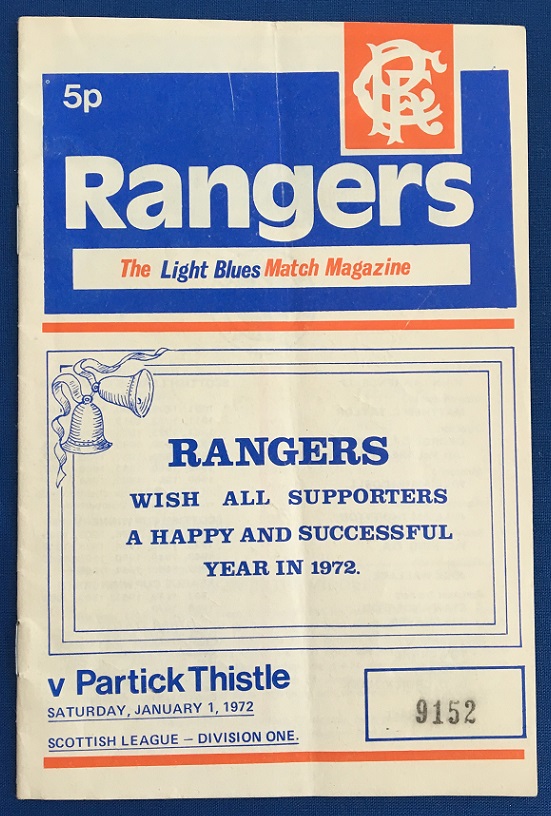 5p
RFC
Rangers
The Light Blues Match Magazine
RANGERS
WISH ALL SUPPORTERS
A HAPPY AND SUCCESSFUL
YEAR IN 1972.
v Partick Thistle
SATURDAY, JANUARY 1, 1972
9152
SCOTTISH LEAGUE — DIVISION ONE.